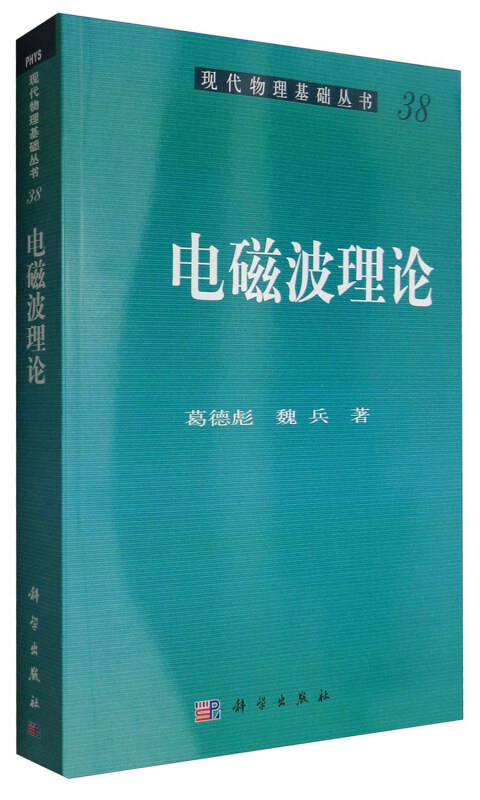 PHYS
现代物理基础丛书
38
电磁波理论
科学出版社
现代物理基础丛书 38
电磁波理论
葛德彪 魏兵 著
SP 科学出版社